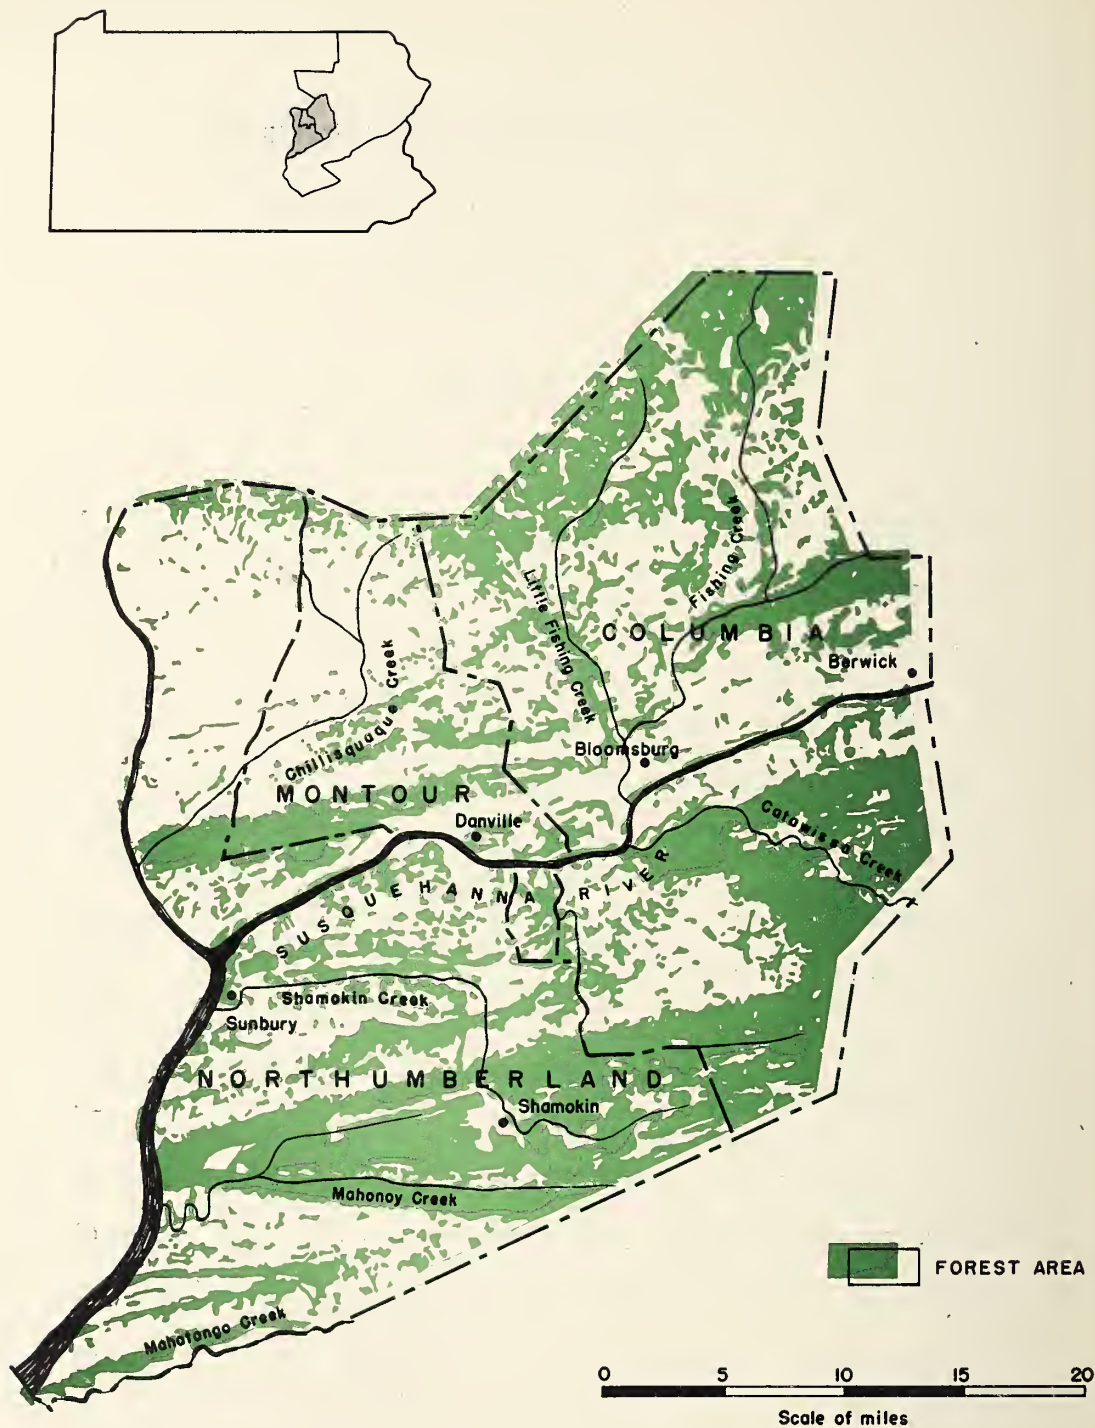 Little Fishing Creek
Fishing Creek
COLUMBIA
Berwick
Chillisquaque Creek
Bloomsburg
MONTOUR
Danville
Catawissa Creek
SUSQUEHANNA RIVER
Shamokin Creek
Sunbury
NORTHUMBERLAND
Shamokin
Mahonoy Creek
FOREST AREA
Mahatango Creek
0 5 10 15 20
Scale of miles